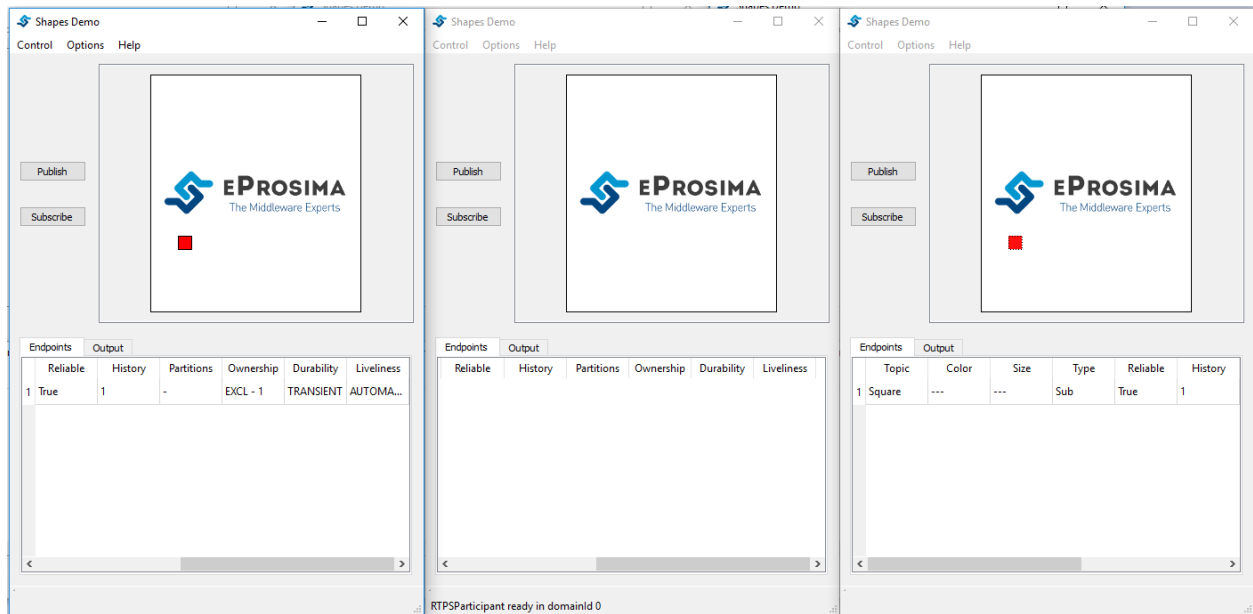 Shapes Demo
Control Options Help
Publish
Subscribe
EPROSIMA
The Middleware Experts
Endpoints Output
Reliable History Partitions Ownership Durability Liveliness
1 True 1 - EXCL - 1 TRANSIENT AUTOMA...
Shapes Demo
Control Options Help
Publish
Subscribe
EPROSIMA
The Middleware Experts
Endpoints Output
Reliable History Partitions Ownership Durability Liveliness
RTPSParticipant ready in domainId 0
Shapes Demo
Control Options Help
Publish
Subscribe
EPROSIMA
The Middleware Experts
Endpoints Output
Topic Color Size Type Reliable History
1 Square --- --- Sub True 1